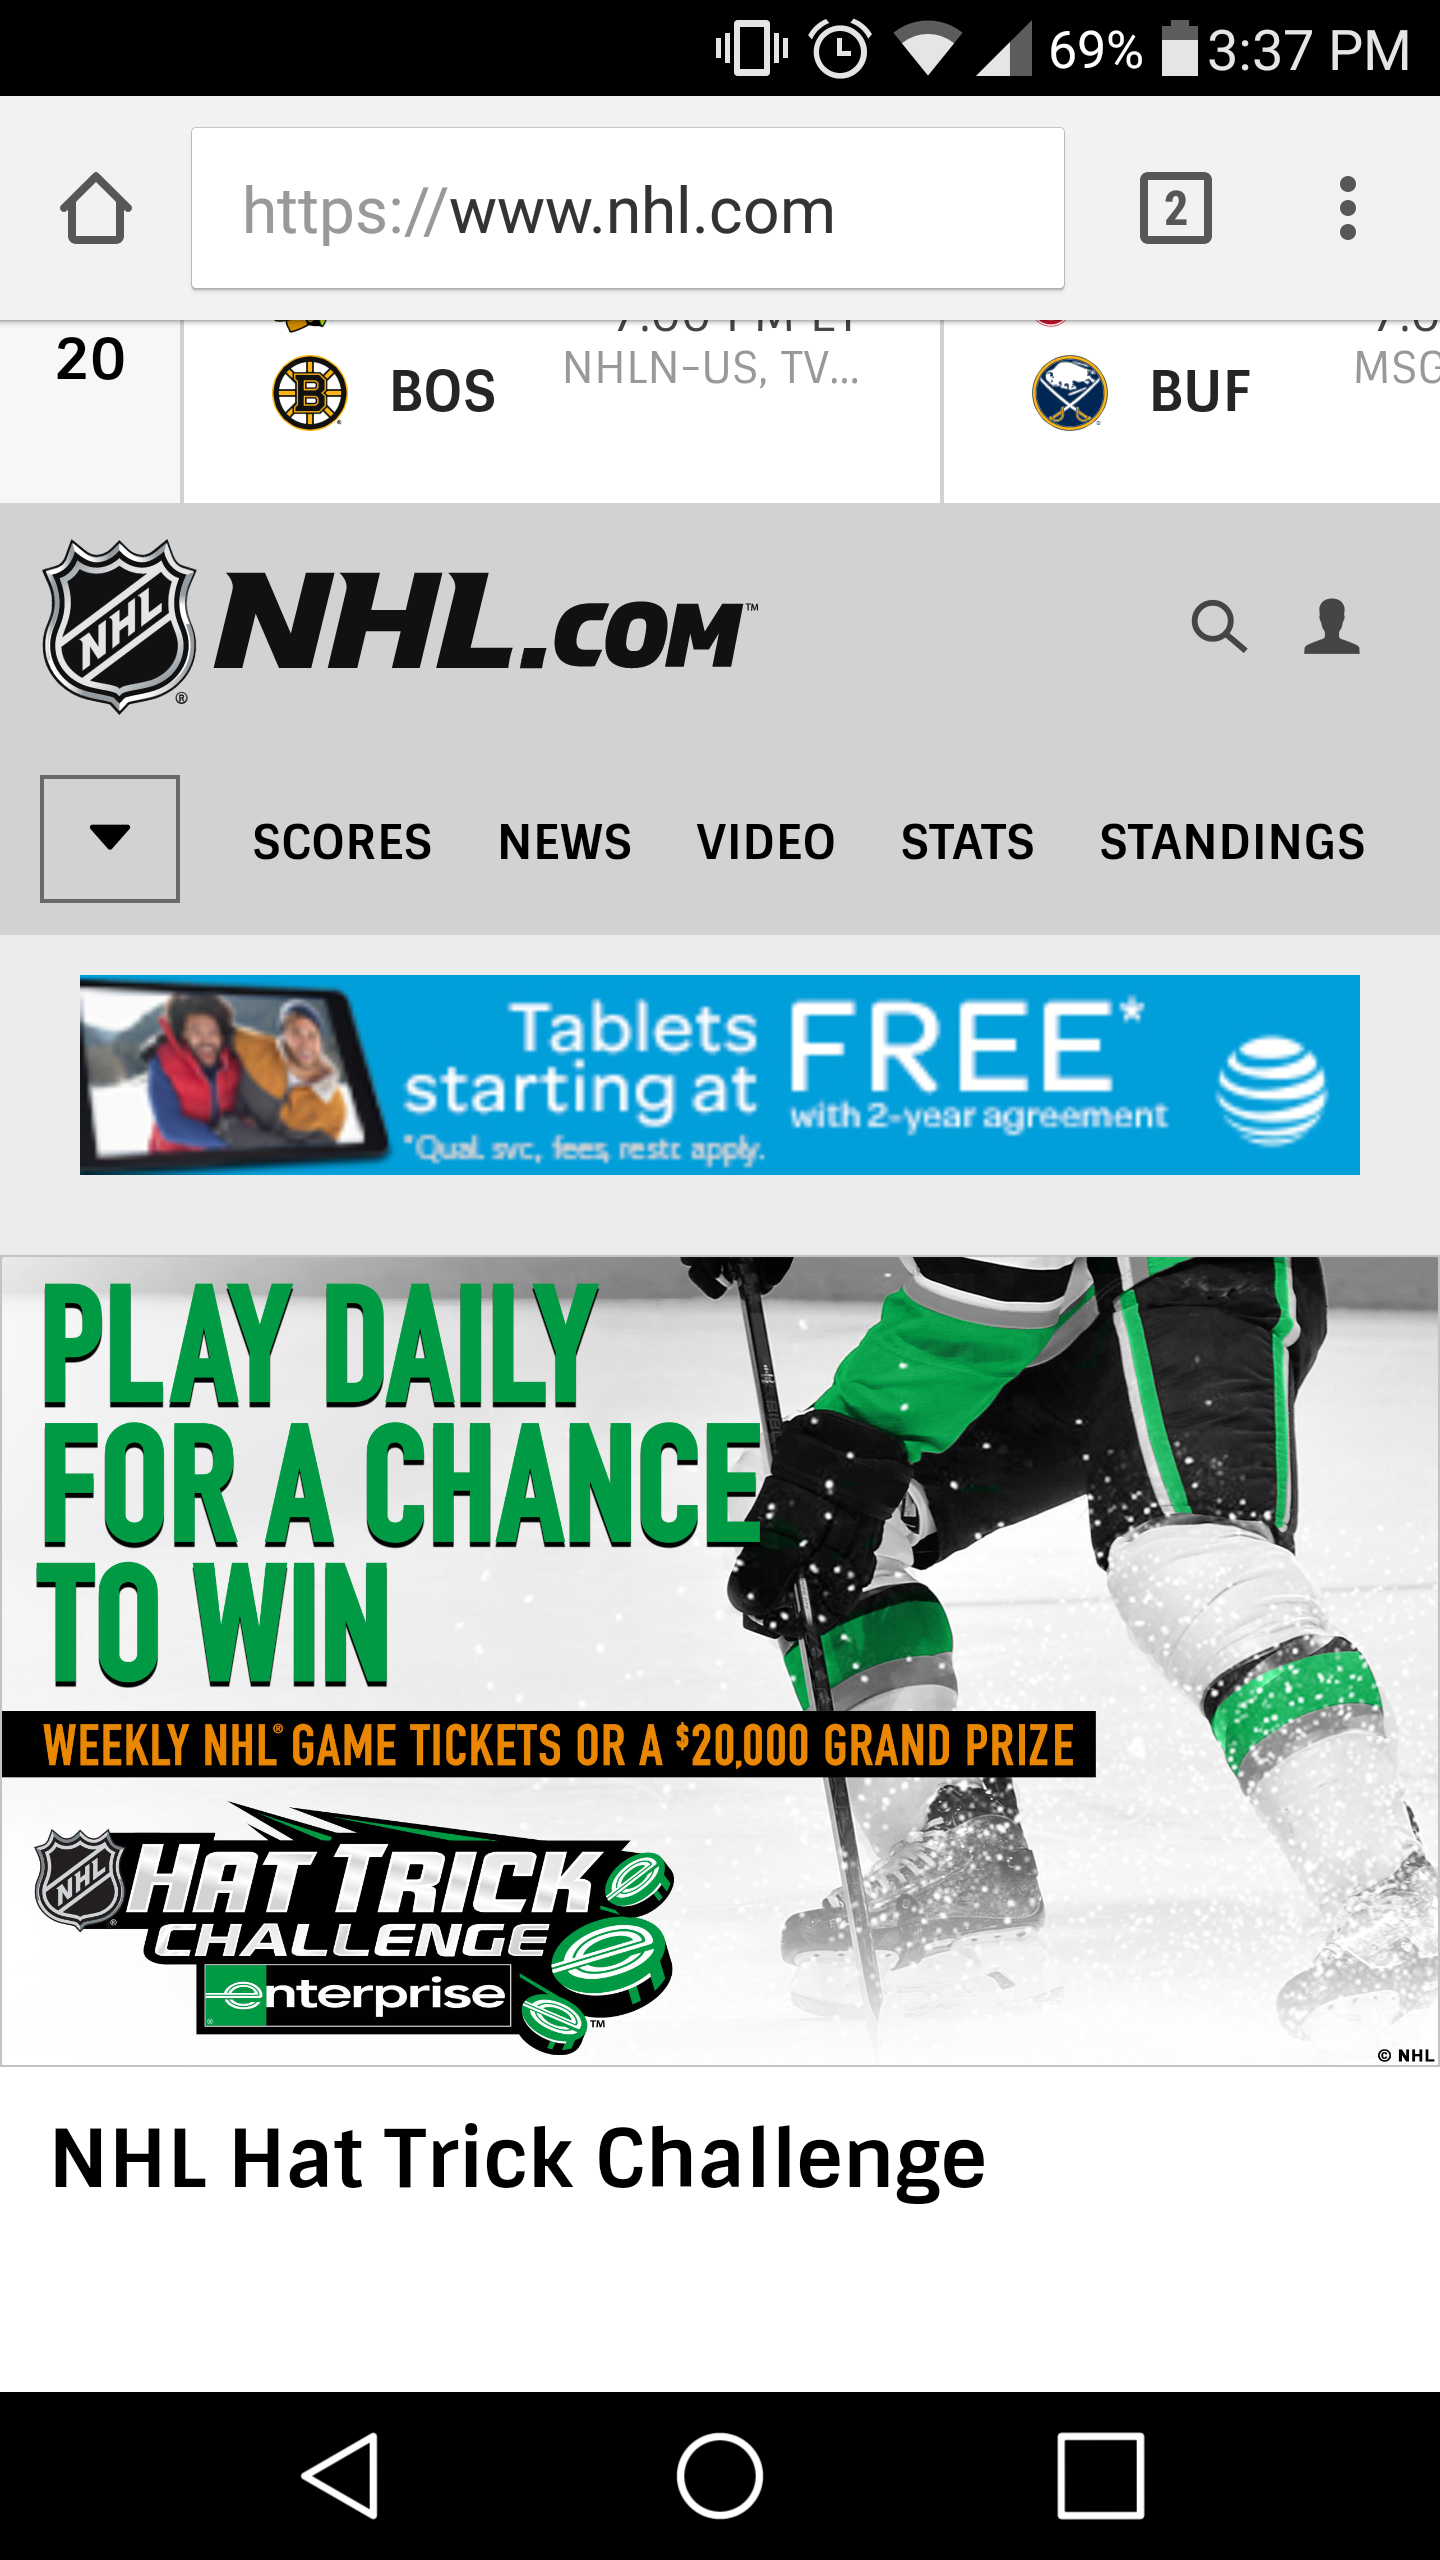 69% 3:37 PM
https://www.nhl.com
2
20
BOS
NHLN-US, TV...
BUF
MSG
NHL
NHL.COM™
®
SCORES NEWS VIDEO STATS STANDINGS
Tablets
starting at
FREE*
with 2-year agreement
*Qual. svc, fees, restr. apply.
PLAY DAILY
FOR A CHANCE
TO WIN
WEEKLY NHL® GAME TICKETS OR A $20,000 GRAND PRIZE
NHL
HAT TRICK
CHALLENGE
enterprise
™
© NHL
NHL Hat Trick Challenge